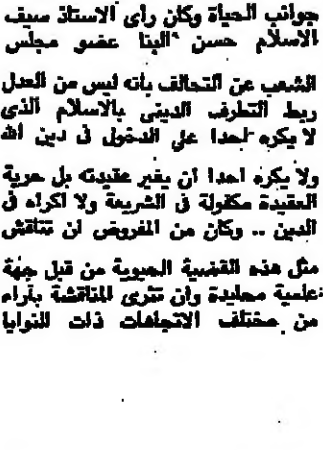 جوانب الحياة وكان رأى الاستاذ سيف
الاسلام حسن البنا عضو مجلس
الشعب عن التحالف بانه ليس من العدل
ربط التطرف الدينى بالاسلام الذى
لا يكره احدا على الدخول فى دين الله
ولا يكره احدا ان يغير عقيدته بل حرية
العقيدة مكفولة فى الشريعة ولا اكراه فى
الدين .. وكان من المفروض ان تناقش
مثل هذه القضية الحيوية من قبل جهة
علمية محايدة وان تثرى المناقشة بآراء
من مختلف الاتجاهات ذات النوايا